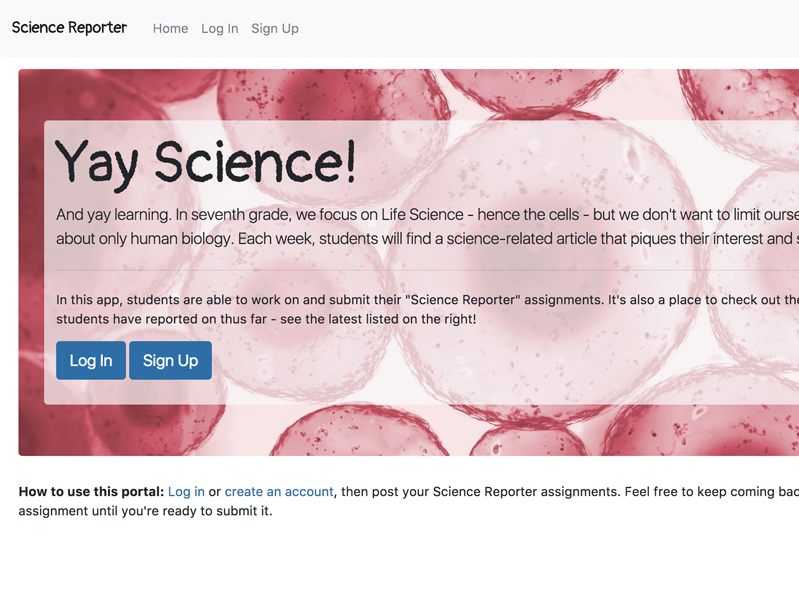 Science Reporter Home Log In Sign Up
Yay Science!
And yay learning. In seventh grade, we focus on Life Science - hence the cells - but we don't want to limit
about only human biology. Each week, students will find a science-related article that piques their interest and
In this app, students are able to work on and submit their "Science Reporter" assignments. It's also a place to check out
students have reported on thus far - see the latest listed on the right!
Log In Sign Up
How to use this portal: Log in or create an account, then post your Science Reporter assignments. Feel free to keep coming
assignment until you're ready to submit it.